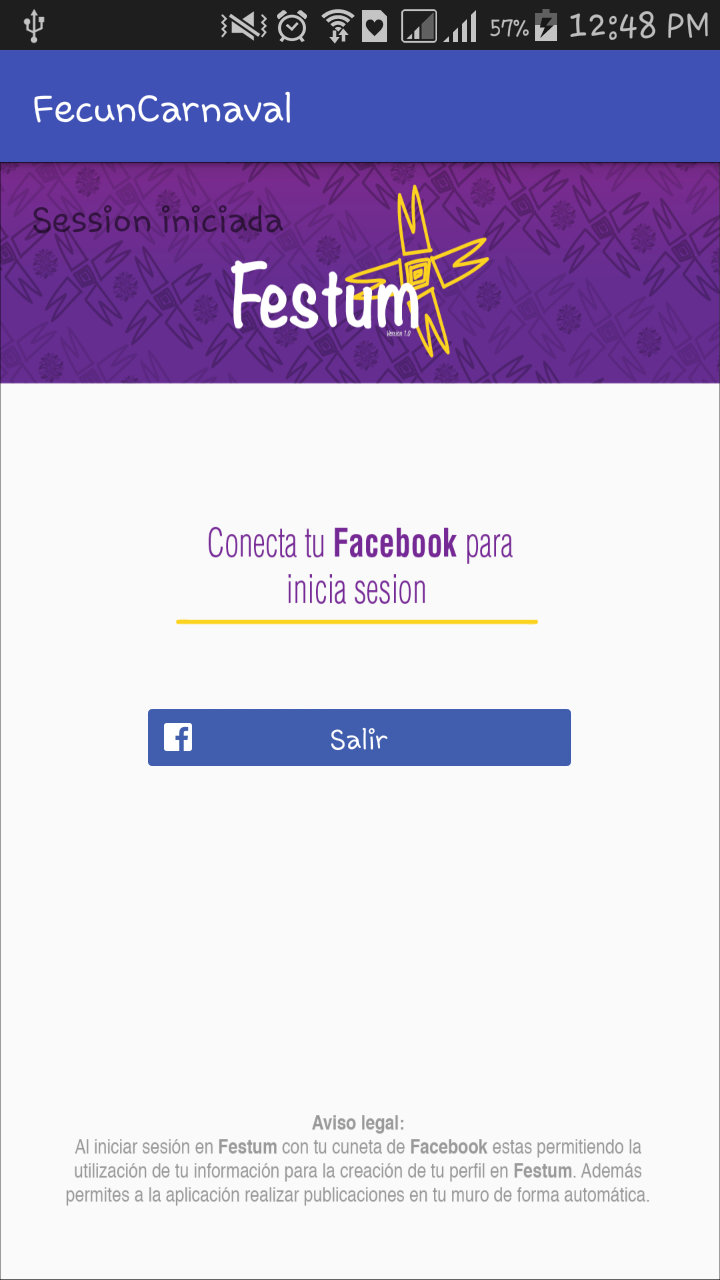 57% 12:48 PM
FecunCarnaval
Session iniciada
Festum
Version 1.0
Conecta tu Facebook para
inicia sesion
Salir
Aviso legal:
Al iniciar sesión en Festum con tu cuneta de Facebook estas permitiendo la
utilización de tu información para la creación de tu perfil en Festum. Además
permites a la aplicación realizar publicaciones en tu muro de forma automática.